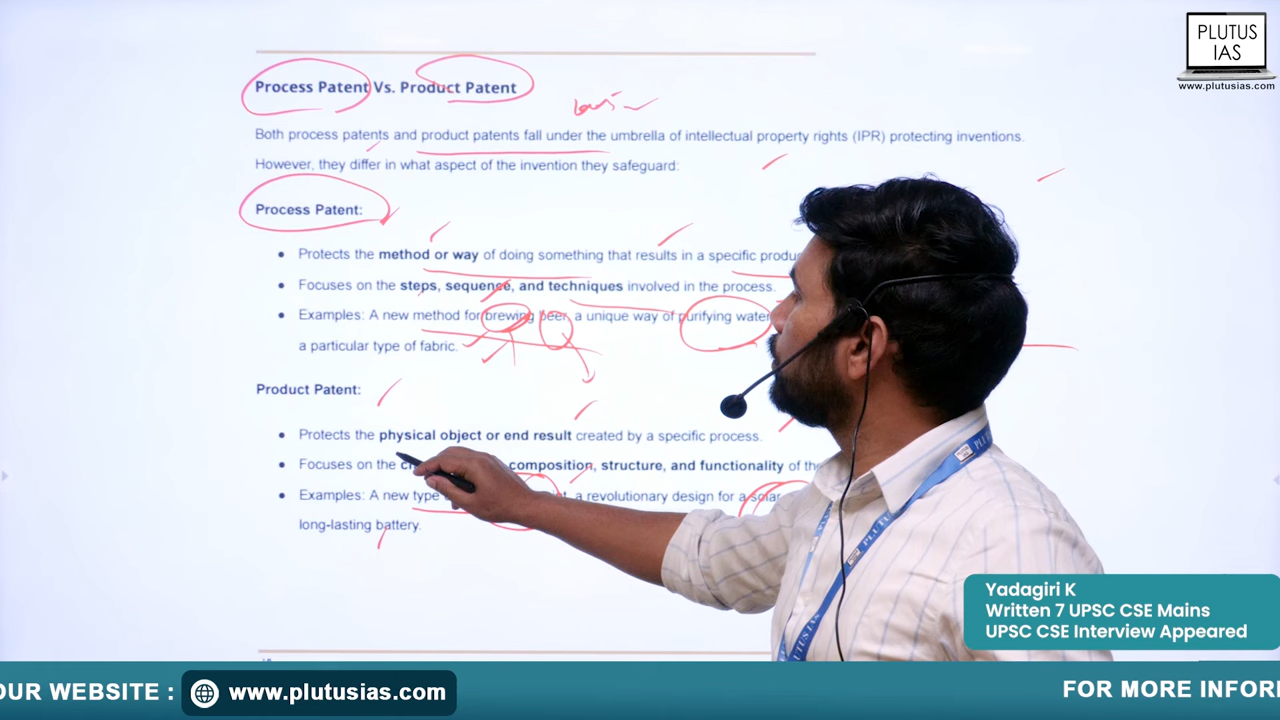 PLUTUS
IAS
www.plutusias.com
Process Patent Vs. Product Patent
Both process patents and product patents fall under the umbrella of intellectual property rights (IPR) protecting inventions.
However, they differ in what aspect of the invention they safeguard:
Process Patent:
• Protects the method or way of doing something that results in a specific
• Focuses on the steps, sequence, and techniques involved in the process.
• Examples: A new method for brewing beer, a unique way of purifying water
a particular type of fabric.
Product Patent:
• Protects the physical object or end result created by a specific process.
• Focuses on the composition, structure, and functionality of the
• Examples: A new type a revolutionary design for a solar
long-lasting battery.
Yadagiri K
Written 7 UPSC CSE Mains
UPSC CSE Interview Appeared
OUR WEBSITE : www.plutusias.com FOR MORE INFOR